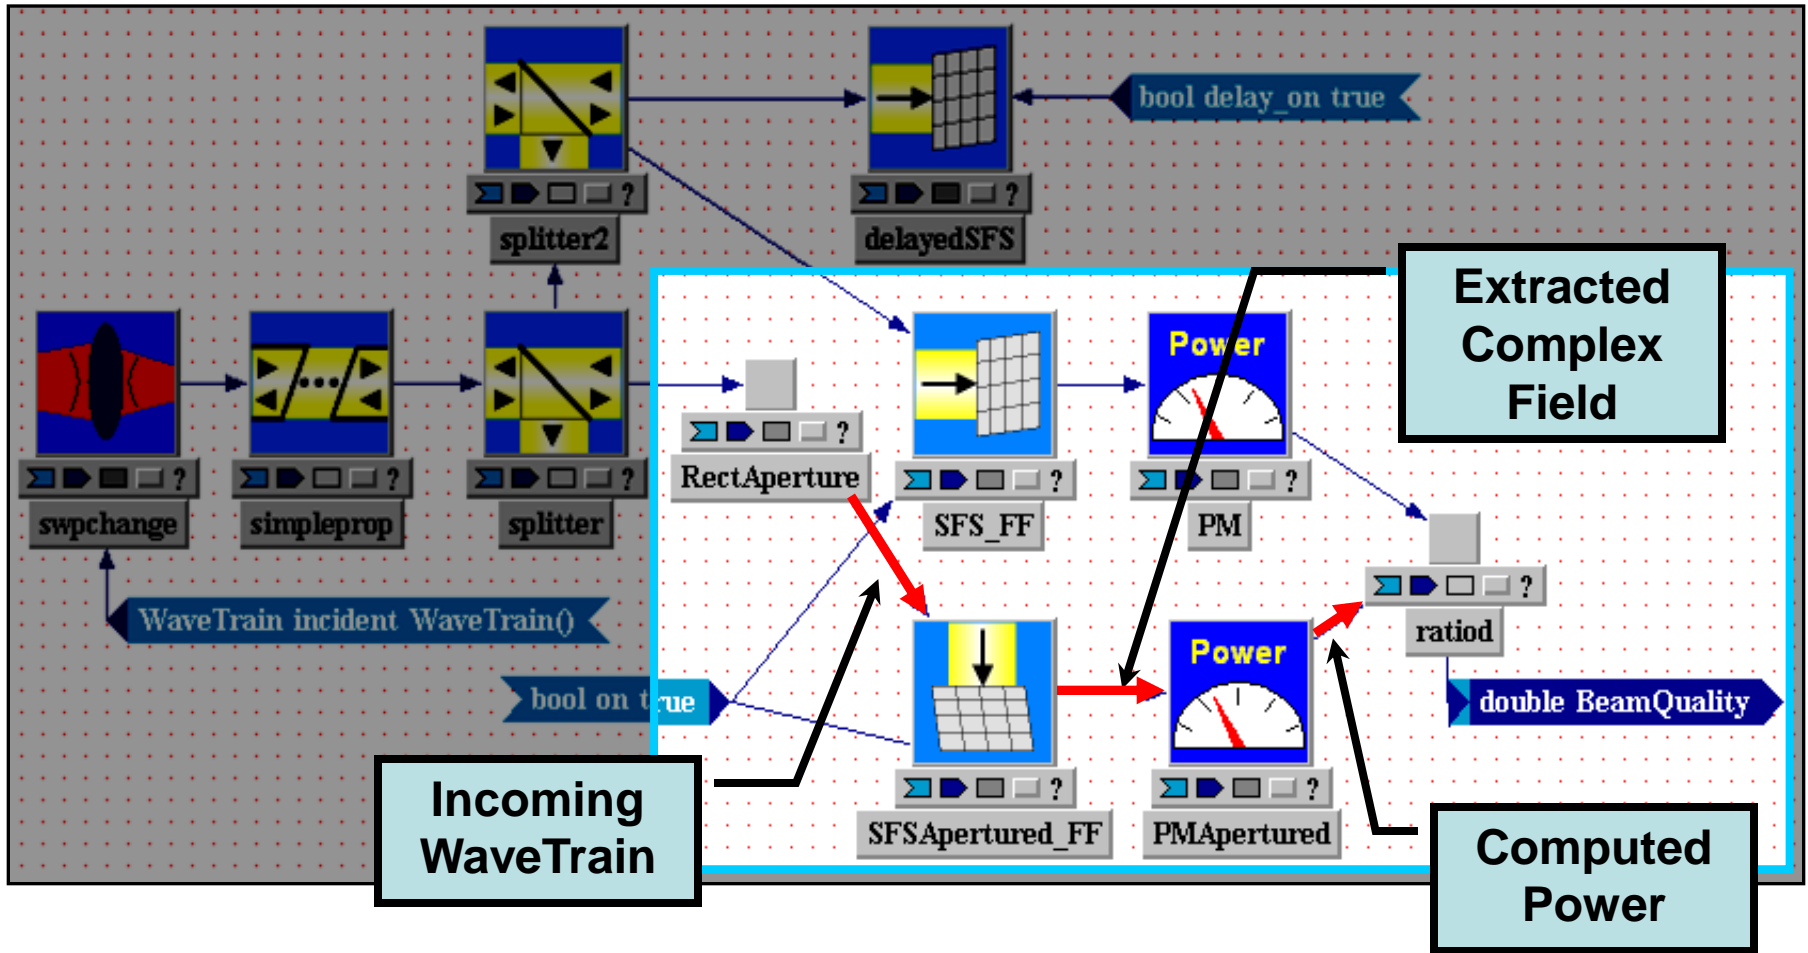 bool delay_on true
?
?
splitter2
delayedSFS
Extracted
Complex
Field
Power
?
RectAperture
?
?
?
?
?
swpchange
simpleprop
splitter
SFS_FF
PM
?
ratiod
WaveTrain incident WaveTrain()
Power
bool on true
double BeamQuality
Incoming
WaveTrain
?
?
SFSApertured_FF
PMApertured
Computed
Power